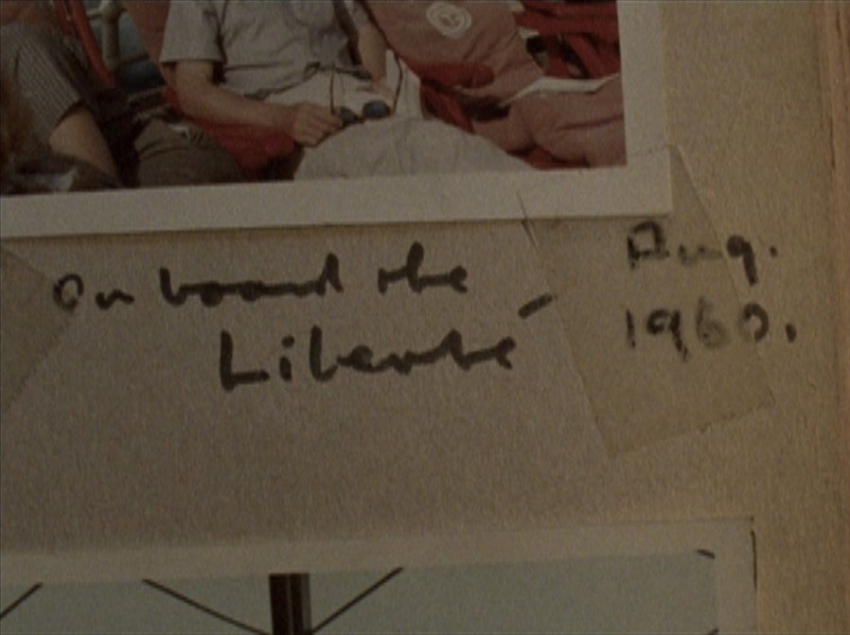 On board the
Liberté
Aug.
1960.